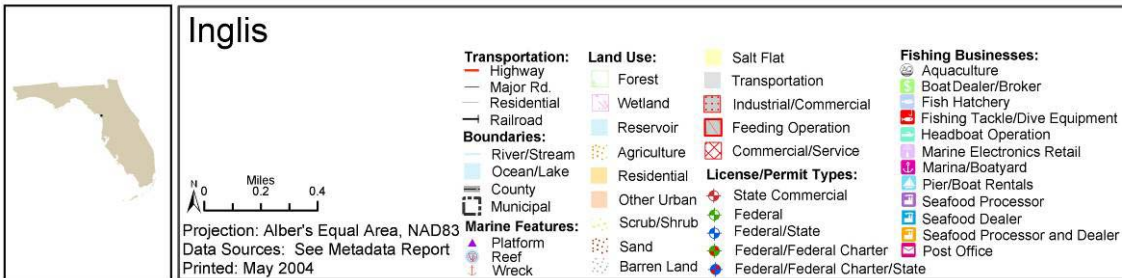 Inglis
N
Miles
0 0.2 0.4
Projection: Alber's Equal Area, NAD83
Data Sources: See Metadata Report
Printed: May 2004
Transportation:
Highway
Major Rd.
Residential
Railroad
Boundaries:
River/Stream
Ocean/Lake
County
Municipal
Marine Features:
Platform
Reef
Wreck
Land Use:
Forest
Wetland
Reservoir
Agriculture
Residential
Other Urban
Scrub/Shrub
Sand
Barren Land
Salt Flat
Transportation
Industrial/Commercial
Feeding Operation
Commercial/Service
License/Permit Types:
State Commercial
Federal
Federal/State
Federal/Federal Charter
Federal/Federal Charter/State
Fishing Businesses:
Aquaculture
Boat Dealer/Broker
Fish Hatchery
Fishing Tackle/Dive Equipment
Headboat Operation
Marine Electronics Retail
Marina/Boatyard
Pier/Boat Rentals
Seafood Processor
Seafood Dealer
Seafood Processor and Dealer
Post Office